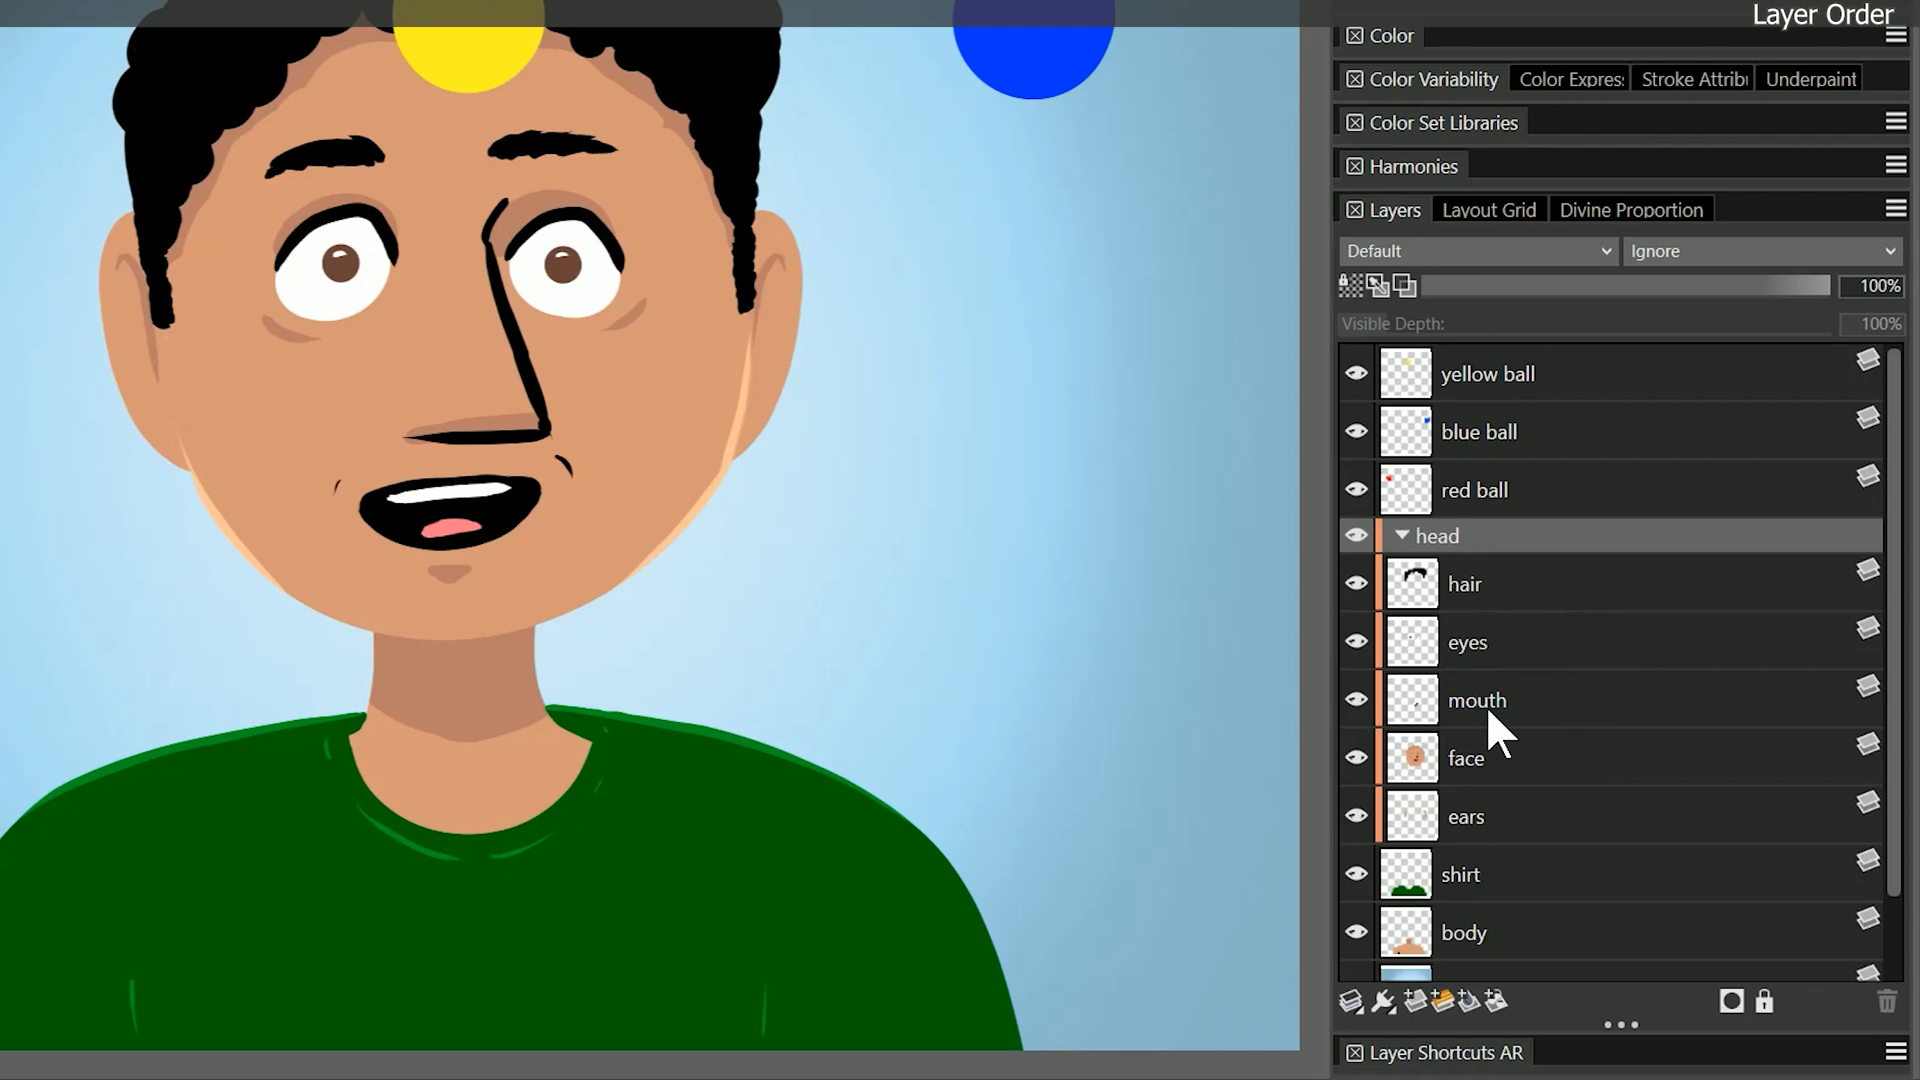 Layer Order
Color
Color Variability Color Expres: Stroke Attribu Underpaint
Color Set Libraries
Harmonies
Layers Layout Grid Divine Proportion
Default Ignore
100%
Visible Depth: 100%
yellow ball
blue ball
red ball
head
hair
eyes
mouth
face
ears
shirt
body
Layer Shortcuts AR